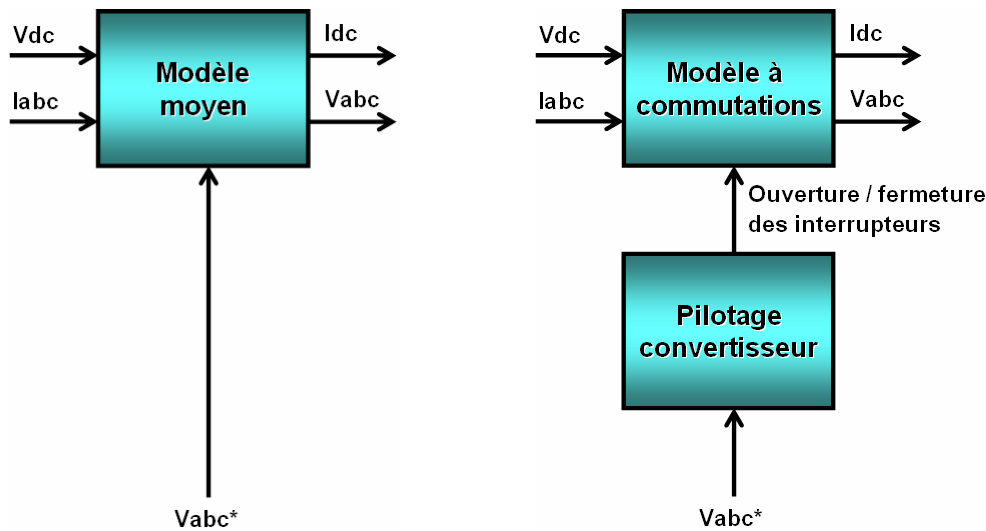 Vdc
Iabc
Modèle
moyen
Idc
Vabc
Vabc*
Vdc
Iabc
Modèle à
commutations
Idc
Vabc
Ouverture / fermeture
des interrupteurs
Pilotage
convertisseur
Vabc*